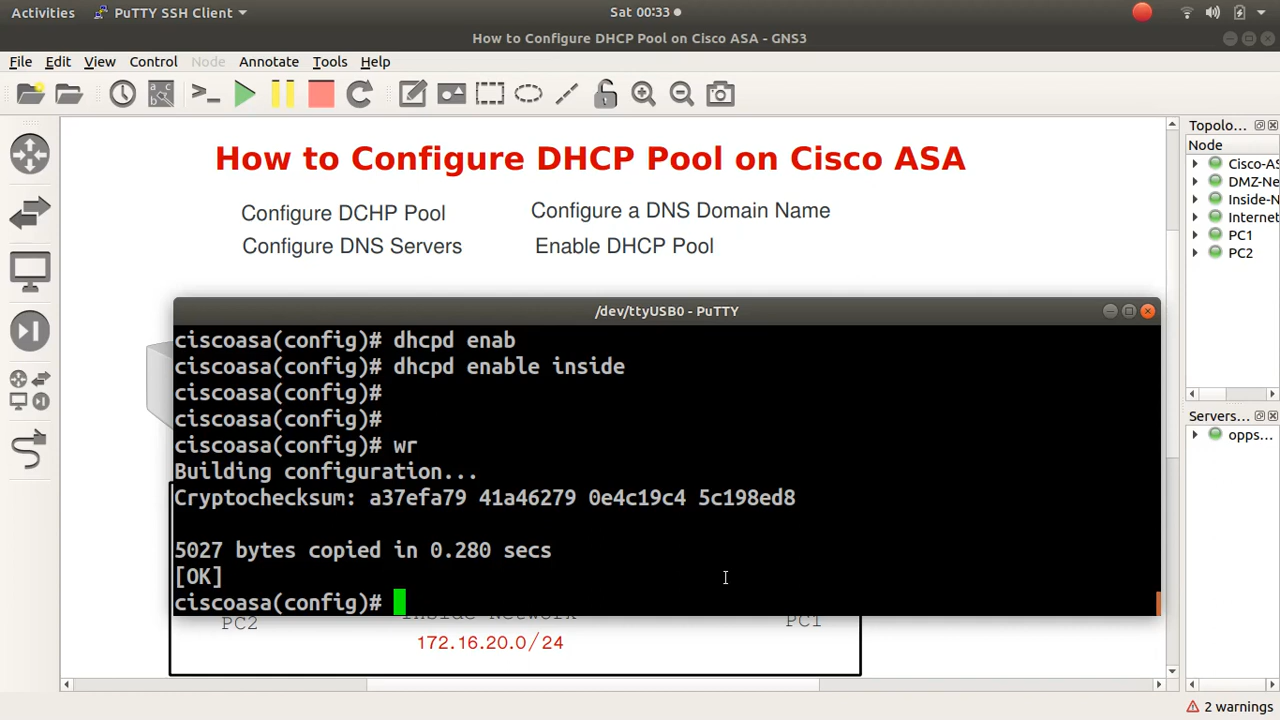 Activities
PuTTY SSH Client
Sat 00:33
How to Configure DHCP Pool on Cisco ASA - GNS3
File Edit View Control Node Annotate Tools Help
How to Configure DHCP Pool on Cisco ASA
Configure DCHP Pool
Configure a DNS Domain Name
Configure DNS Servers
Enable DHCP Pool
Topolo...
Node
Cisco-AS
DMZ-Ne
Inside-N
Internet
PC1
PC2
/dev/ttyUSB0 - PuTTY
ciscoasa(config)# dhcpd enab
ciscoasa(config)# dhcpd enable inside
ciscoasa(config)#
ciscoasa(config)#
ciscoasa(config)# wr
Building configuration...
Cryptochecksum: a37efa79 41a46279 0e4c19c4 5c198ed8
5027 bytes copied in 0.280 secs
[OK]
ciscoasa(config)#
Servers...
opps...
PC2
Inside Network
PC1
172.16.20.0/24
2 warnings